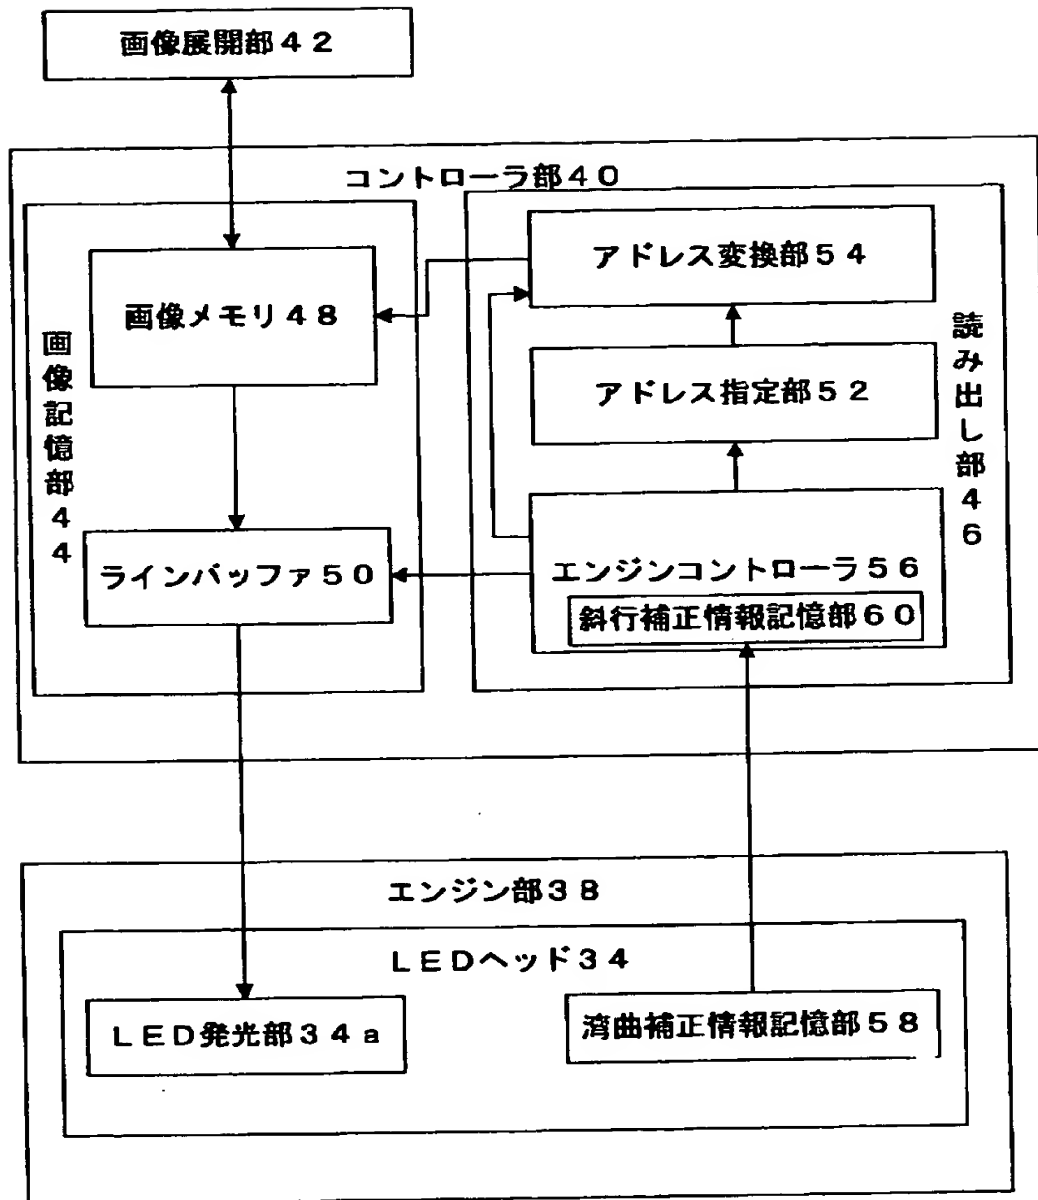 画像展開部４２
コントローラ部４０
画像記憶部４４
画像メモリ４８
ラインバッファ５０
読み出し部４６
アドレス変換部５４
アドレス指定部５２
エンジンコントローラ５６
斜行補正情報記憶部６０
エンジン部３８
ＬＥＤヘッド３４
ＬＥＤ発光部３４ａ
湾曲補正情報記憶部５８